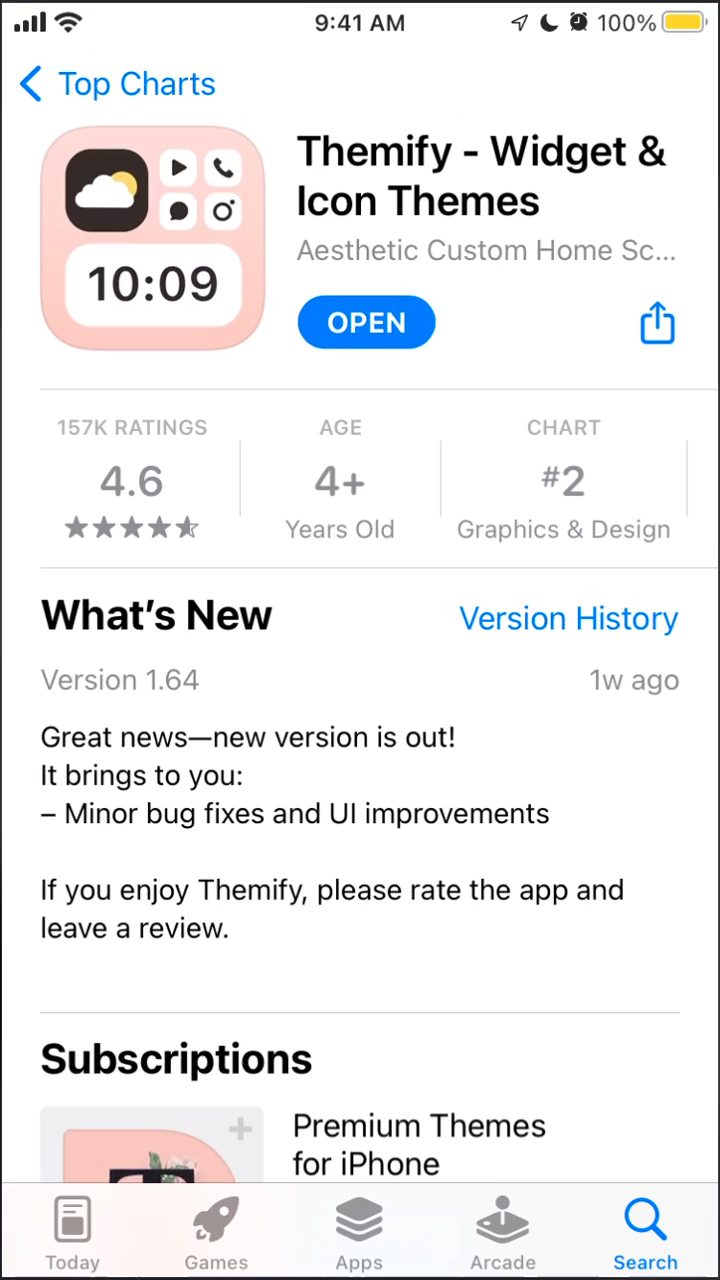 9:41 AM
100%
Top Charts
10:09
Themify - Widget &
Icon Themes
Aesthetic Custom Home Sc...
OPEN
157K RATINGS
4.6
AGE
4+
Years Old
CHART
#2
Graphics & Design
What’s New
Version History
Version 1.64
1w ago
Great news—new version is out!
It brings to you:
– Minor bug fixes and UI improvements
If you enjoy Themify, please rate the app and
leave a review.
Subscriptions
Premium Themes
for iPhone
Today
Games
Apps
Arcade
Search